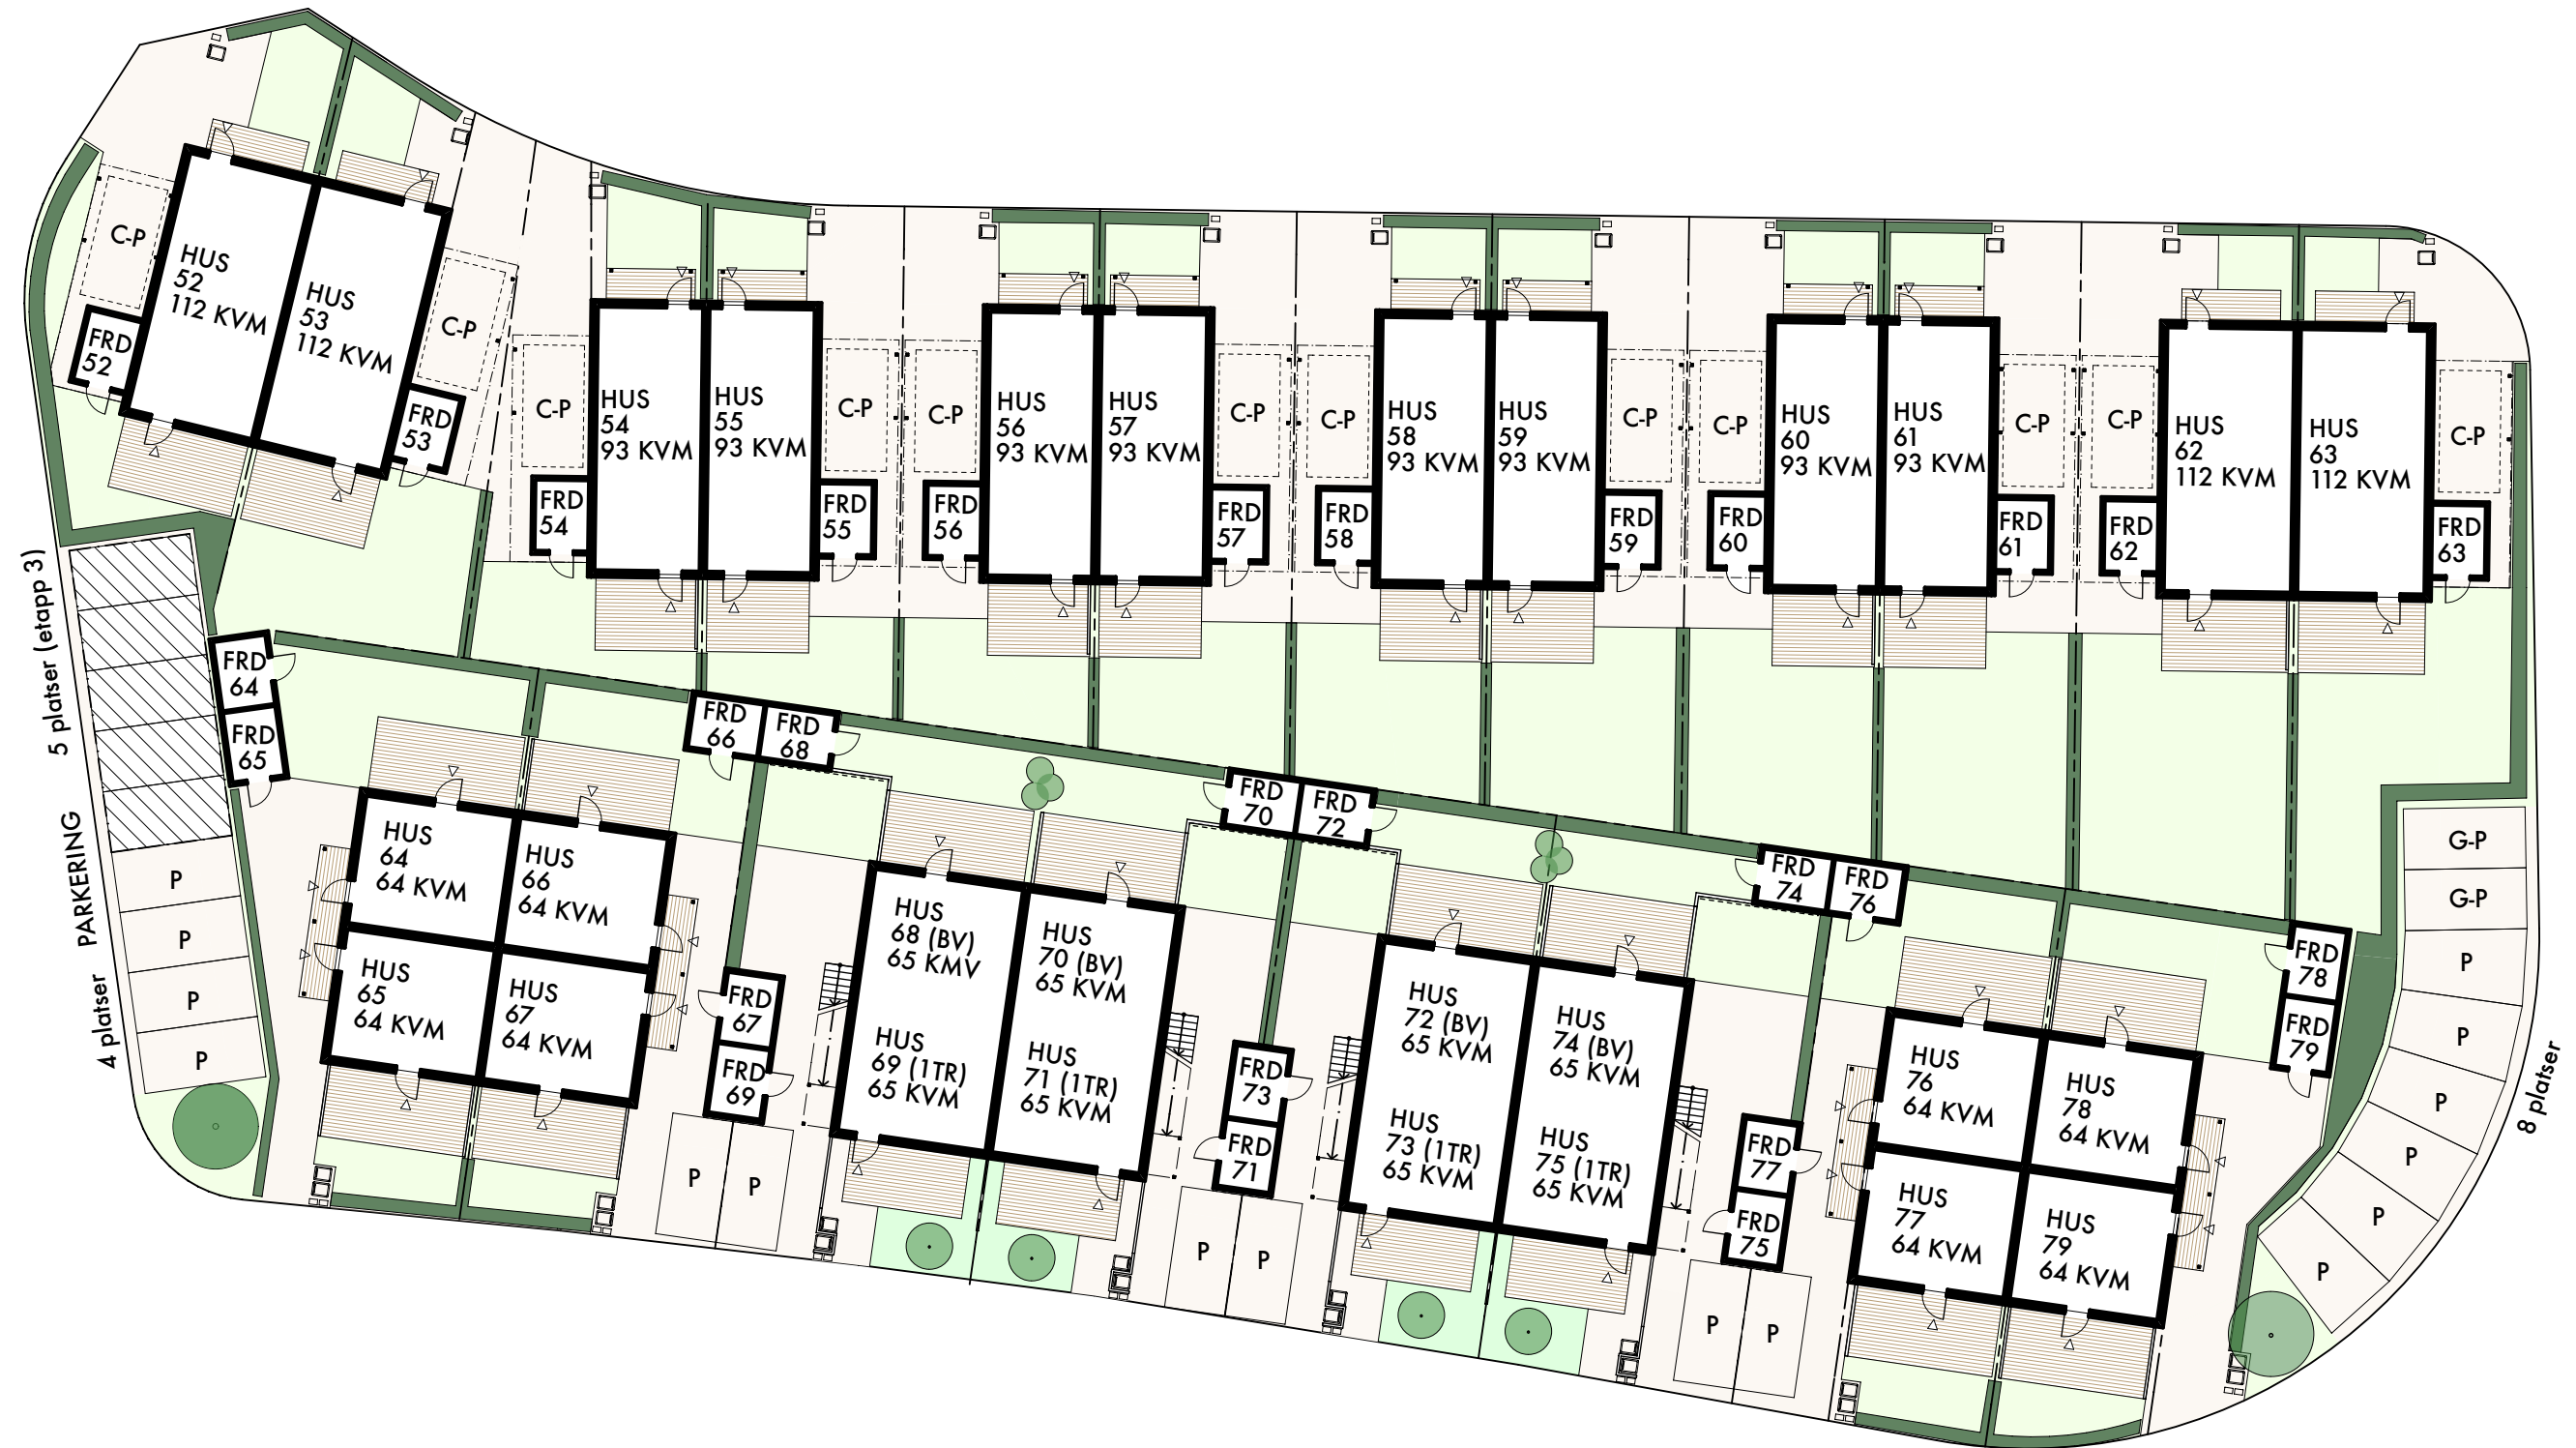 C-P
HUS
52
112 KVM
HUS
53
112 KVM
C-P
FRD
52
FRD
53
C-P
HUS
54
93 KVM
HUS
55
93 KVM
C-P
FRD
54
FRD
55
C-P
HUS
56
93 KVM
HUS
57
93 KVM
C-P
FRD
56
FRD
57
C-P
HUS
58
93 KVM
HUS
59
93 KVM
C-P
FRD
58
FRD
59
C-P
HUS
60
93 KVM
HUS
61
93 KVM
C-P
FRD
60
FRD
61
C-P
HUS
62
112 KVM
HUS
63
112 KVM
C-P
FRD
62
FRD
63
5 platser (etapp 3)
PARKERING
4 platser
P
P
P
P
FRD
64
FRD
65
HUS
64
64 KVM
HUS
66
64 KVM
HUS
65
64 KVM
HUS
67
64 KVM
FRD
66
FRD
68
FRD
67
FRD
69
P
P
HUS
68 (BV)
65 KMV
HUS
70 (BV)
65 KVM
HUS
69 (1TR)
65 KVM
HUS
71 (1TR)
65 KVM
FRD
70
FRD
72
FRD
73
FRD
71
P
P
HUS
72 (BV)
65 KVM
HUS
74 (BV)
65 KVM
HUS
73 (1TR)
65 KVM
HUS
75 (1TR)
65 KVM
FRD
74
FRD
76
FRD
77
FRD
75
P
P
HUS
76
64 KVM
HUS
78
64 KVM
HUS
77
64 KVM
HUS
79
64 KVM
FRD
78
FRD
79
G-P
G-P
P
P
P
P
P
P
8 platser